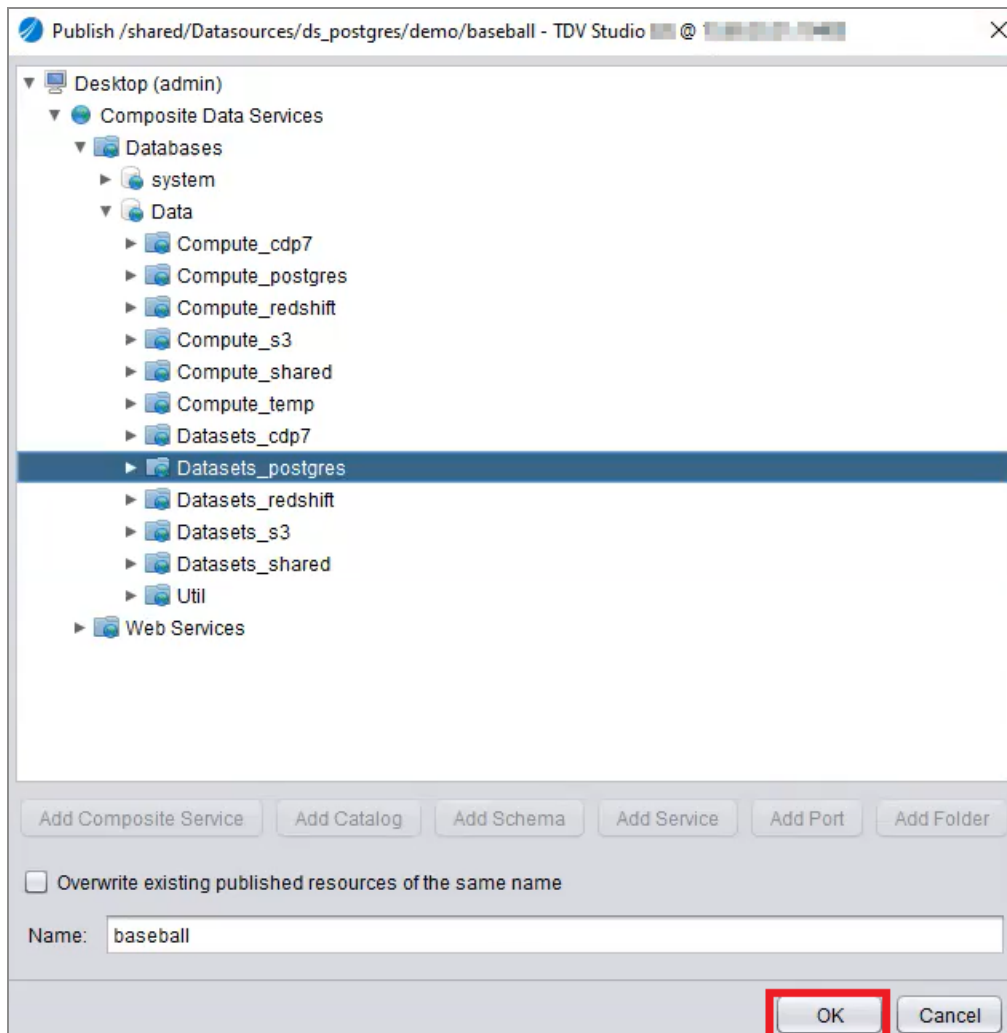 Publish /shared/Datasources/ds_postgres/demo/baseball - TDV Studio @
Desktop (admin)
Composite Data Services
Databases
system
Data
Compute_cdp7
Compute_postgres
Compute_redshift
Compute_s3
Compute_shared
Compute_temp
Datasets_cdp7
Datasets_postgres
Datasets_redshift
Datasets_s3
Datasets_shared
Util
Web Services
Add Composite Service Add Catalog Add Schema Add Service Add Port Add Folder
Overwrite existing published resources of the same name
Name: baseball
OK Cancel